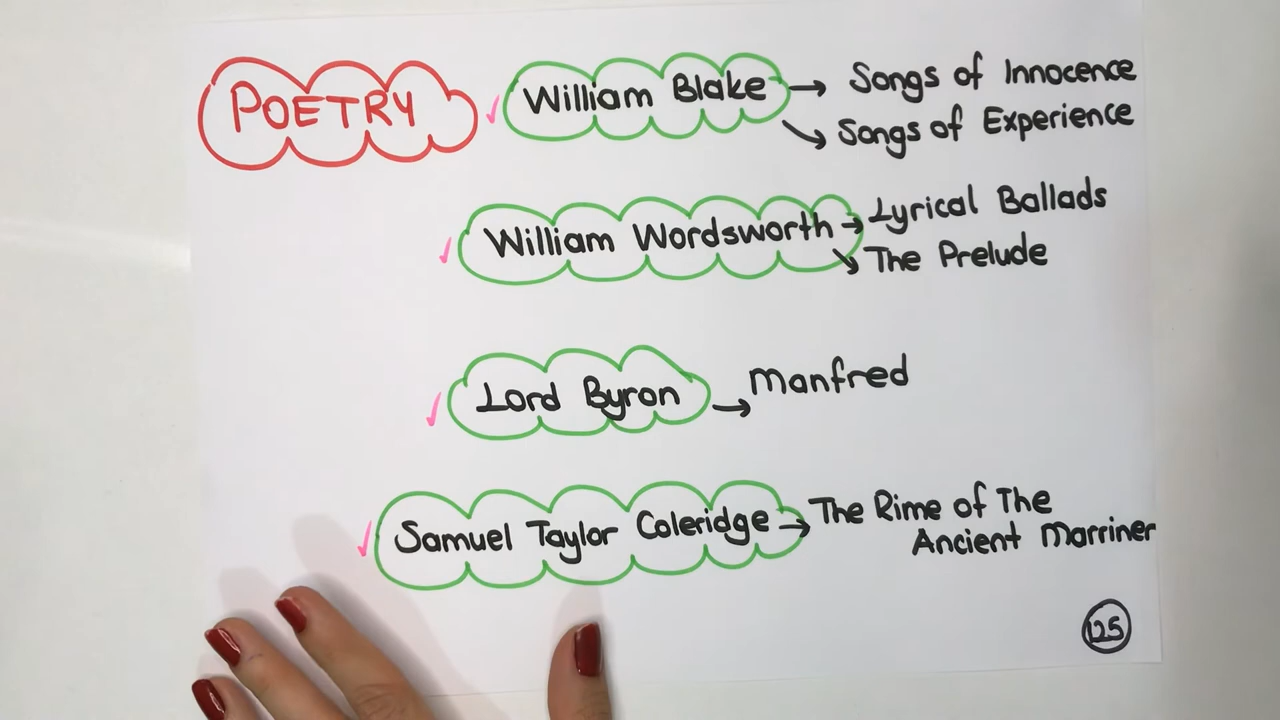 POETRY
William Blake → Songs of Innocence
↘ Songs of Experience
William Wordsworth → Lyrical Ballads
↘ The Prelude
Lord Byron → Manfred
Samuel Taylor Coleridge → The Rime of The
Ancient Marriner
125